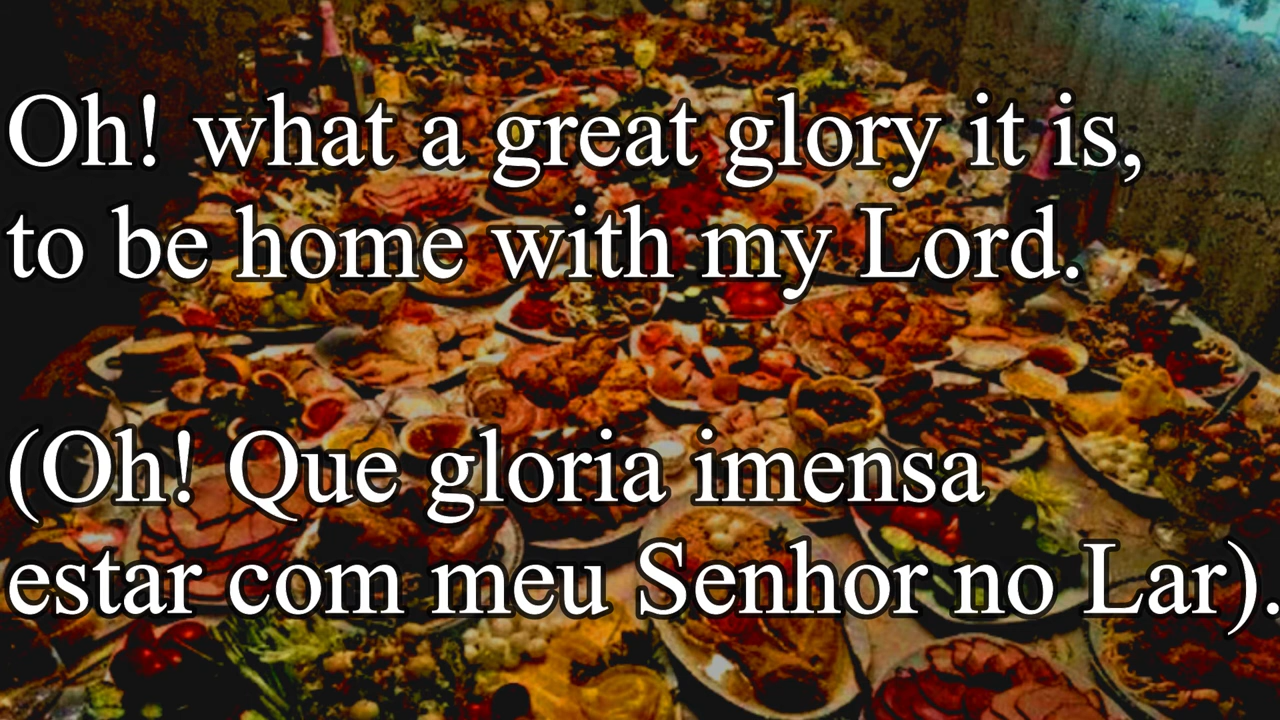 Oh! what a great glory it is,
to be home with my Lord.
(Oh! Que gloria imensa
estar com meu Senhor no Lar).